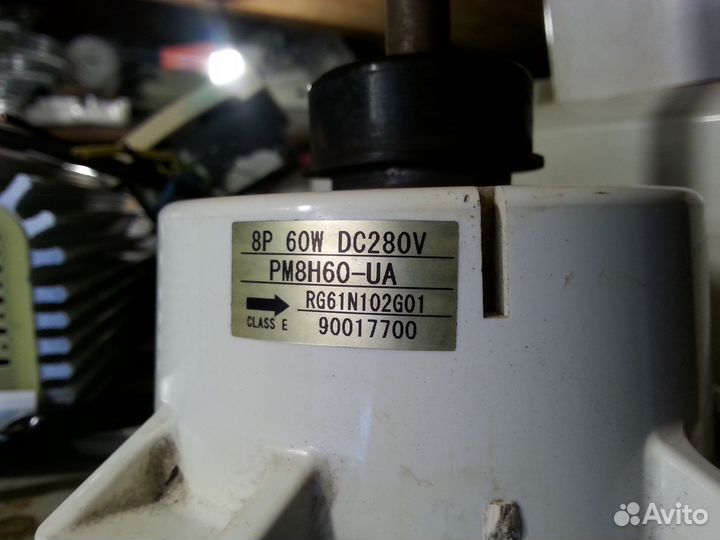 8P 60W DC280V
PM8H60-UA
RG61N102G01
CLASS E 90017700
Avito